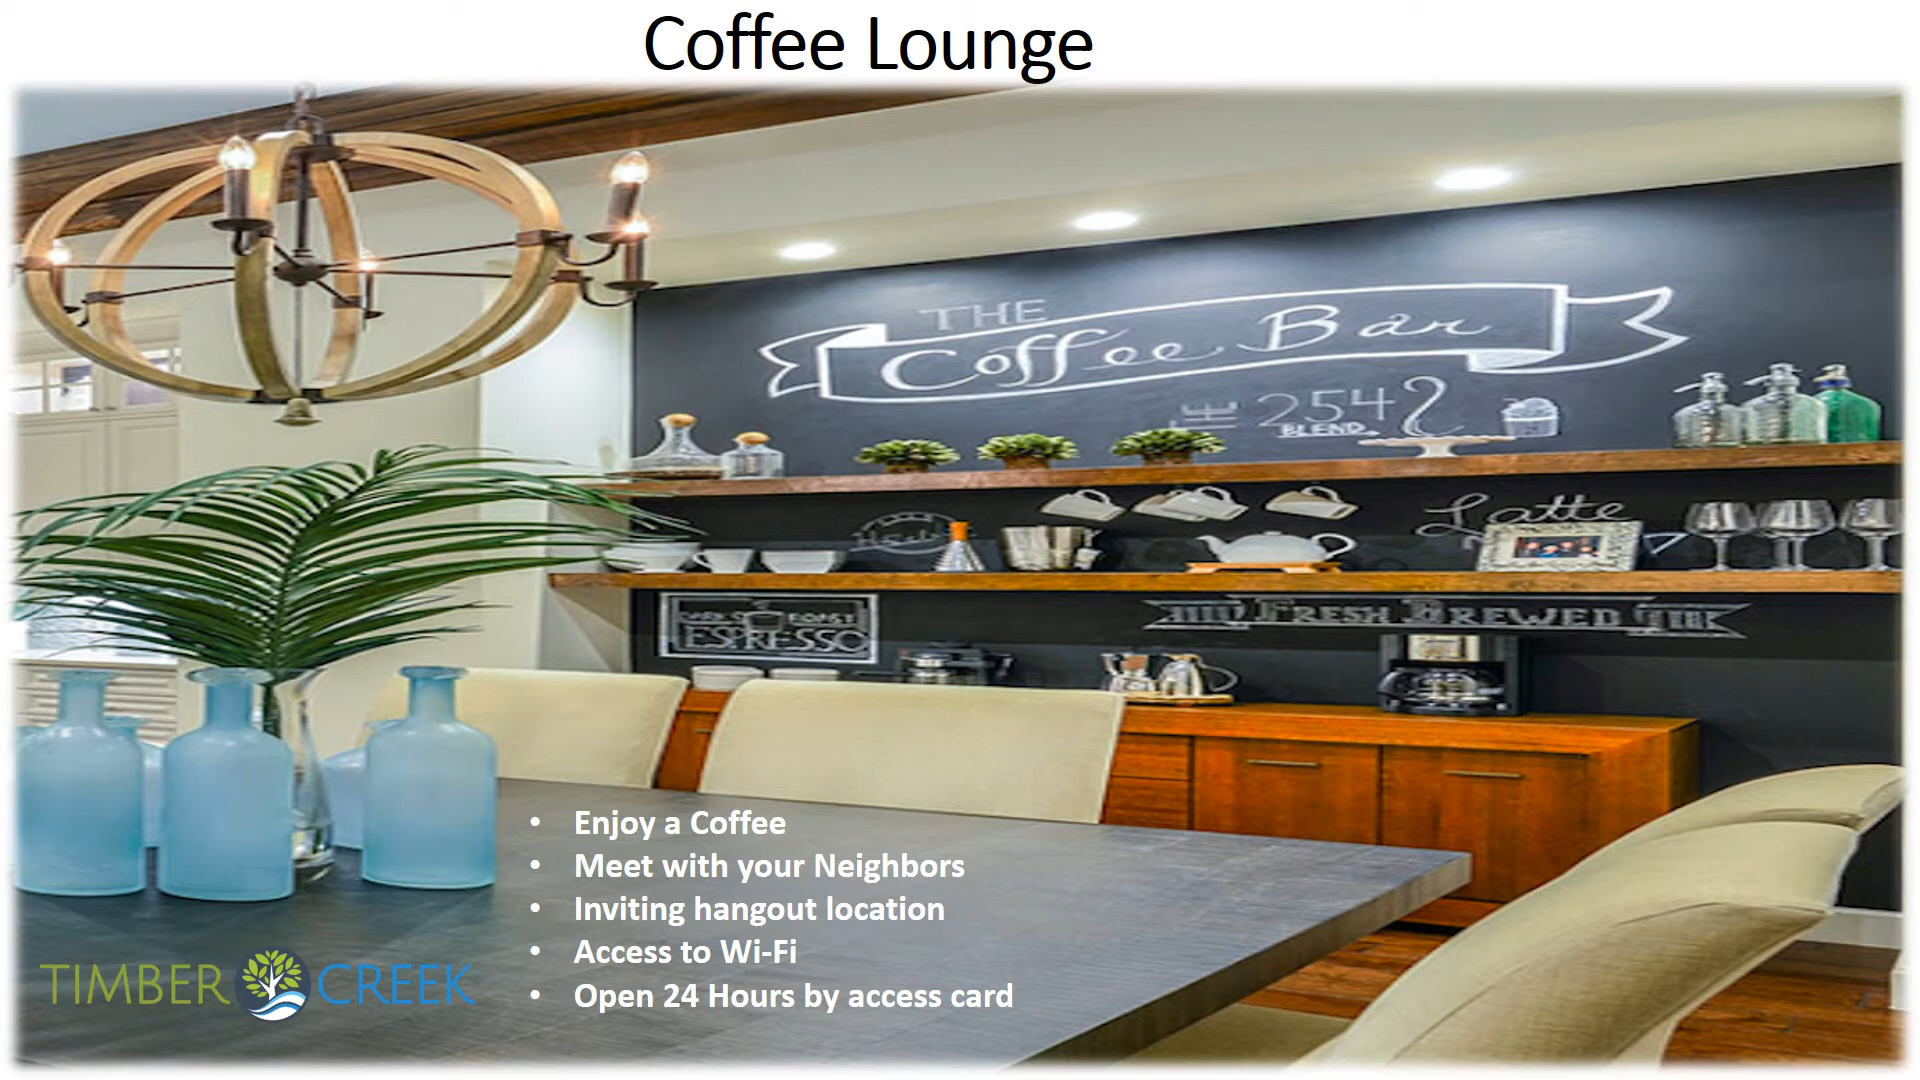 Coffee Lounge
THE
Coffee Bar
2542
BLEND
Latte
ESPRESSO
FRESH BREWED
• Enjoy a Coffee
• Meet with your Neighbors
• Inviting hangout location
• Access to Wi-Fi
• Open 24 Hours by access card
TIMBER CREEK